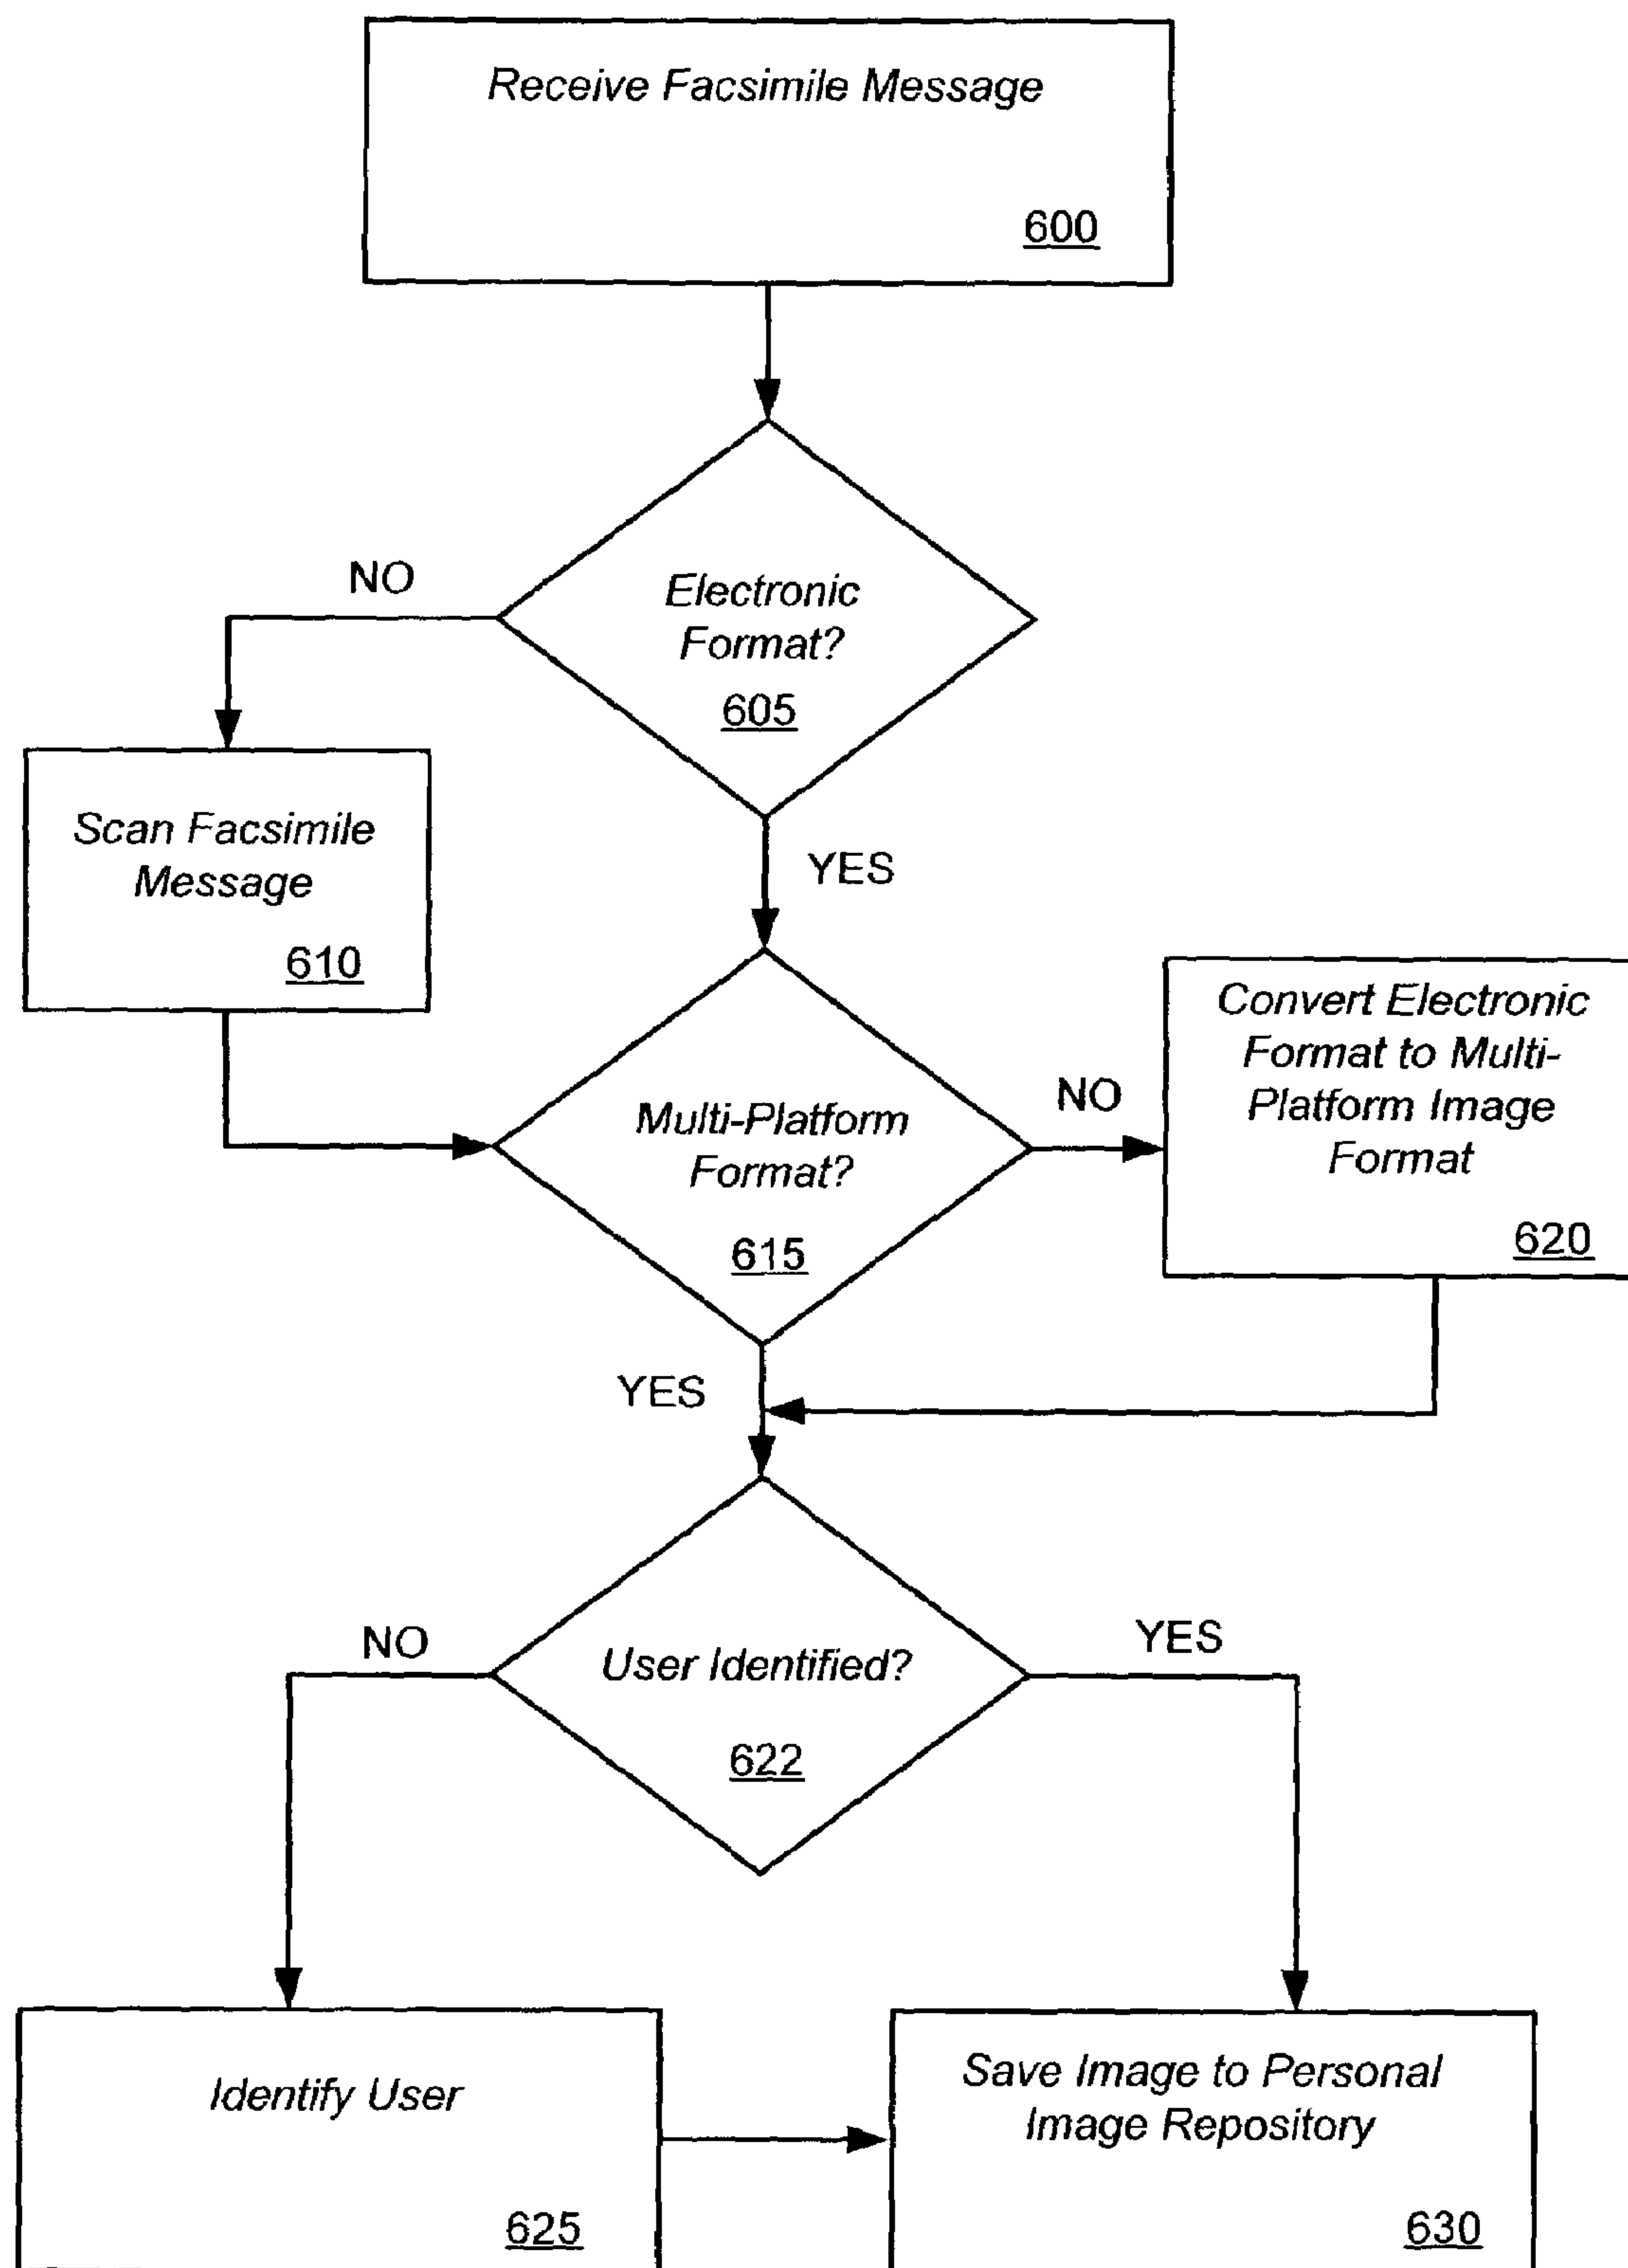 Receive Facsimile Message
600
NO
Electronic
Format?
605
YES
Scan Facsimile
Message
610
Multi-Platform
Format?
615
NO
Convert Electronic
Format to Multi-
Platform Image
Format
620
YES
User Identified?
622
NO
YES
Identify User
625
Save Image to Personal
Image Repository
630